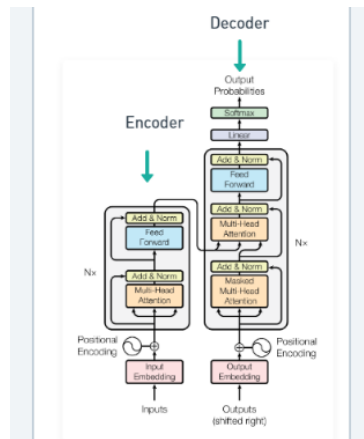 Decoder
Output
Probabilities
Softmax
Linear
Encoder
Add & Norm
Feed
Forward
Add & Norm
Multi-Head
Attention
Add & Norm
Feed
Forward
Nx
Add & Norm
Multi-Head
Attention
Nx
Add & Norm
Masked
Multi-Head
Attention
Positional
Encoding
Positional
Encoding
Input
Embedding
Output
Embedding
Inputs
Outputs
(shifted right)